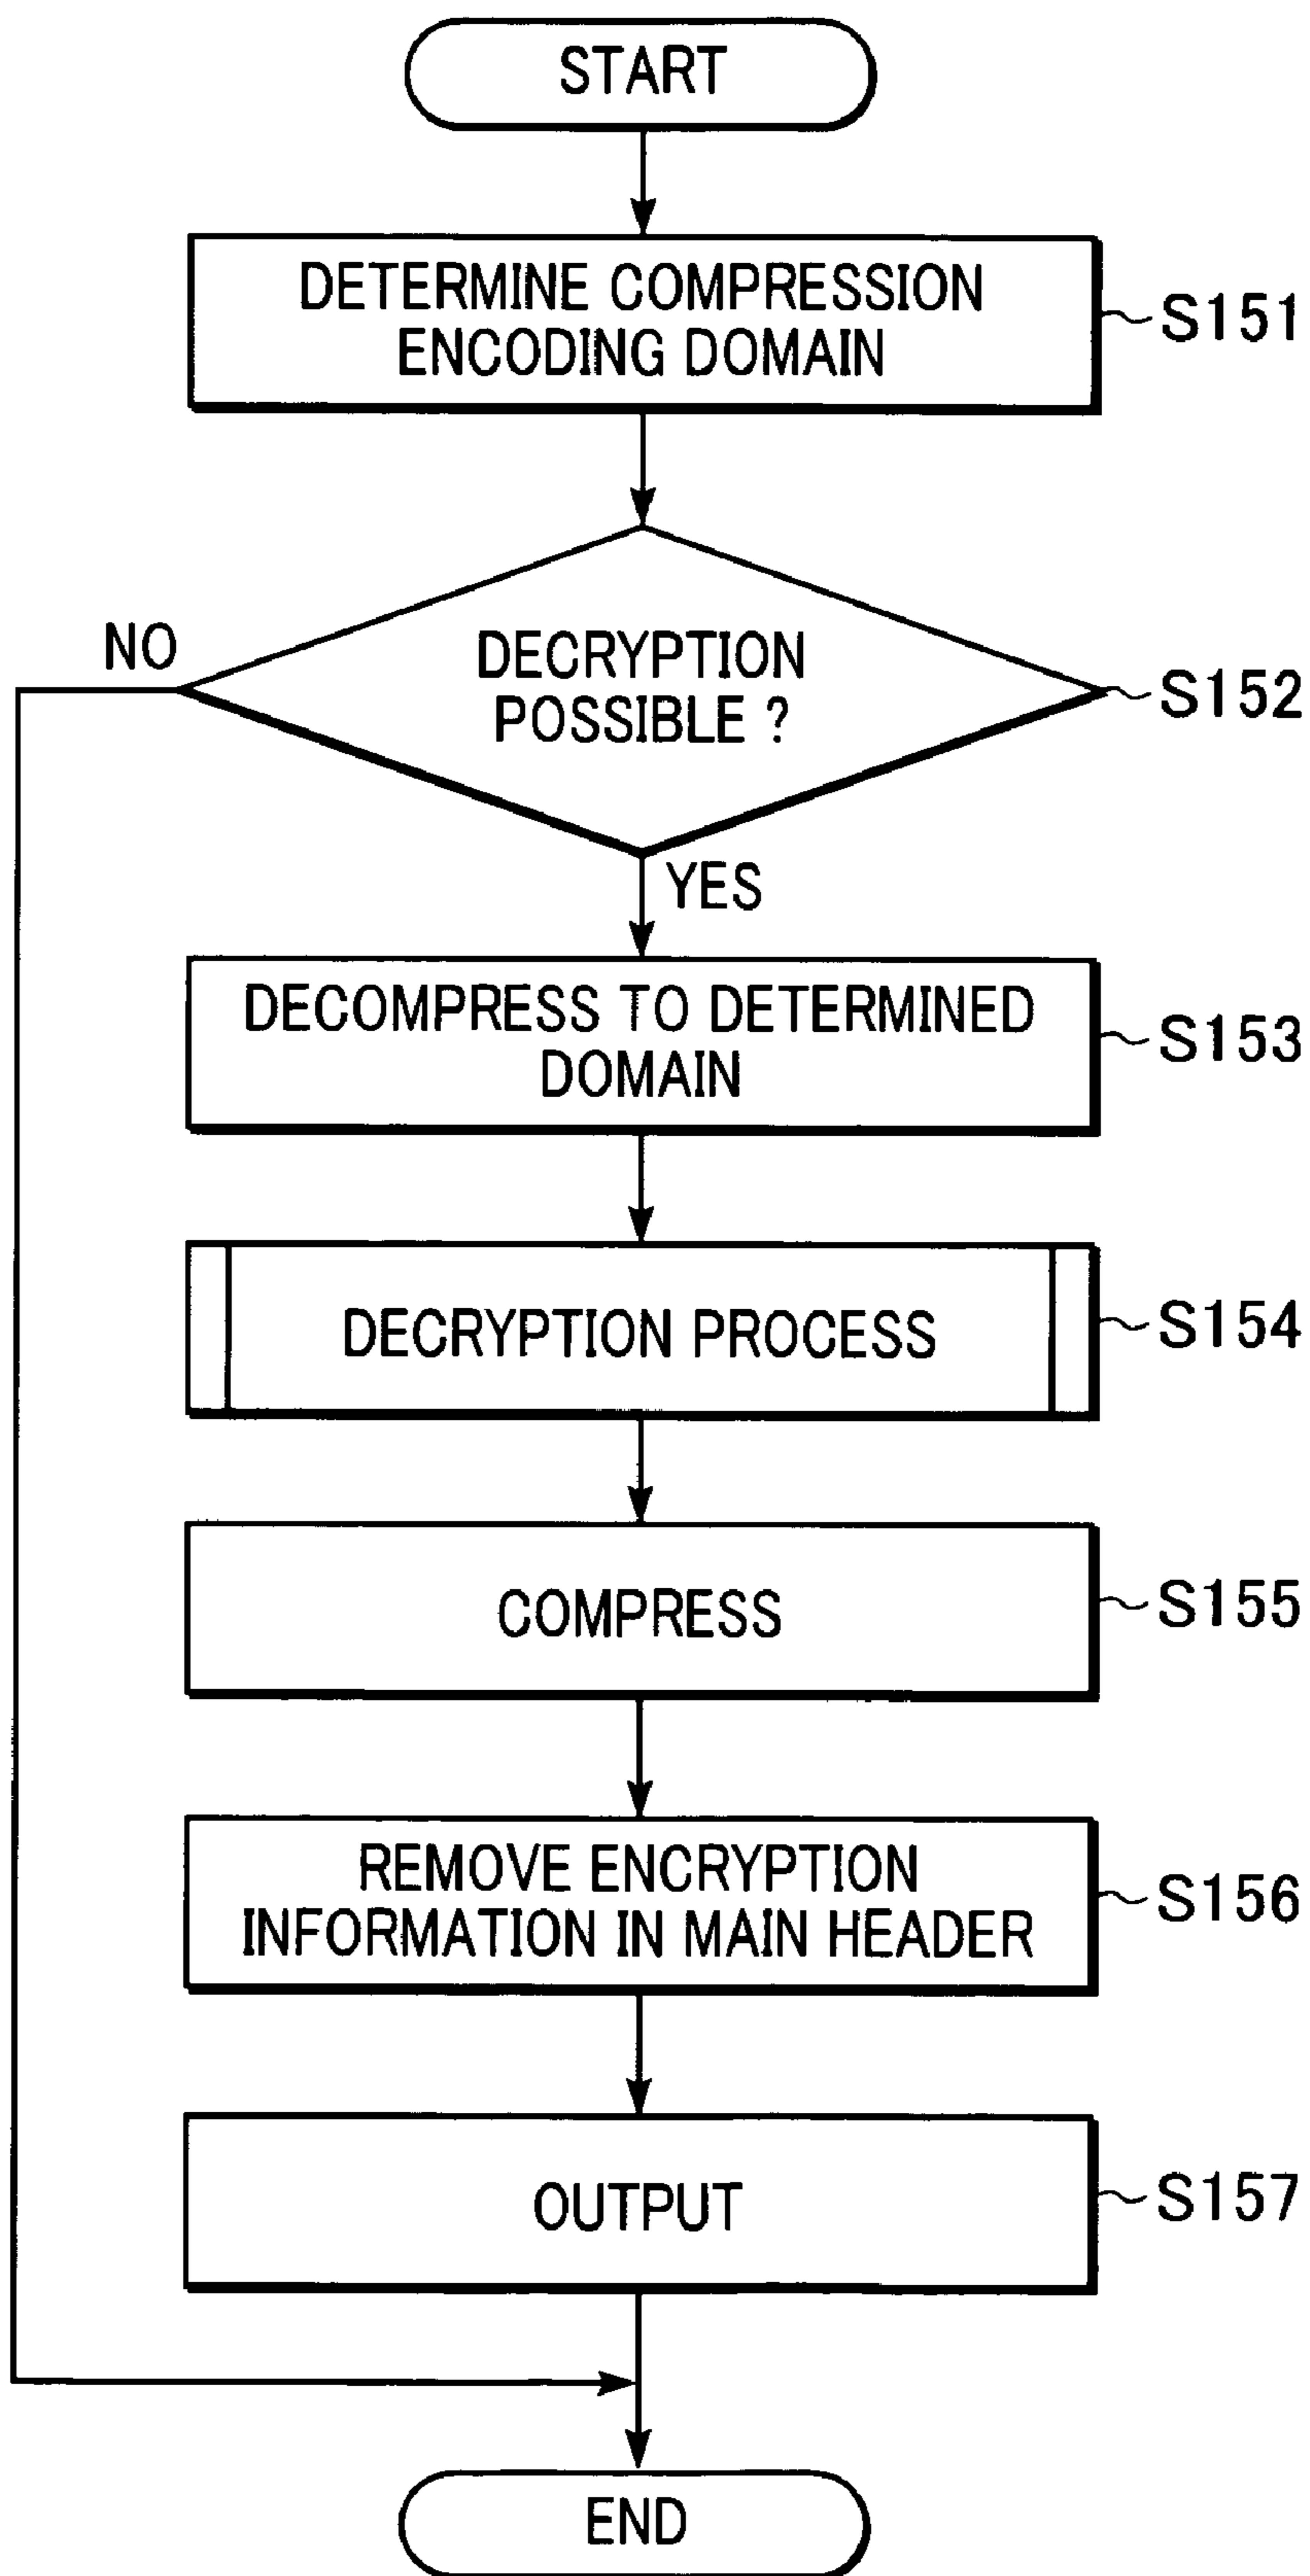 START
DETERMINE COMPRESSION
ENCODING DOMAIN
S151
NO
DECRYPTION
POSSIBLE ?
S152
YES
DECOMPRESS TO DETERMINED
DOMAIN
S153
DECRYPTION PROCESS
S154
COMPRESS
S155
REMOVE ENCRYPTION
INFORMATION IN MAIN HEADER
S156
OUTPUT
S157
END